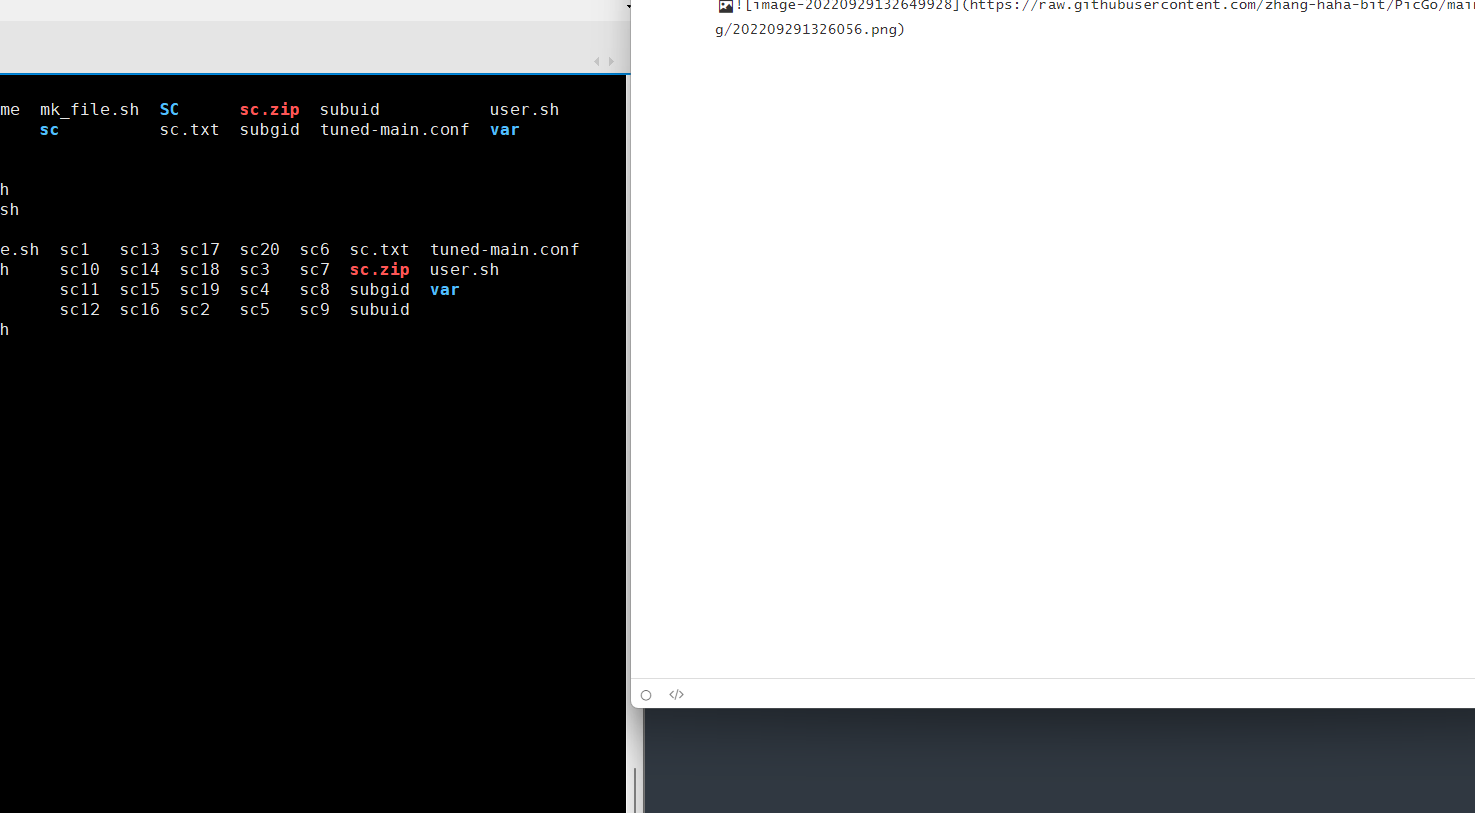 me  mk_file.sh  SC      sc.zip  subuid           user.sh
sc          sc.txt  subgid  tuned-main.conf  var
h
sh
e.sh  sc1   sc13  sc17  sc20  sc6  sc.txt  tuned-main.conf
h     sc10  sc14  sc18  sc3   sc7  sc.zip  user.sh
sc11  sc15  sc19  sc4   sc8  subgid  var
sc12  sc16  sc2   sc5   sc9  subuid
h
![image-20220929132649928](https://raw.githubusercontent.com/zhang-haha-bit/PicGo/mai
g/202209291326056.png)